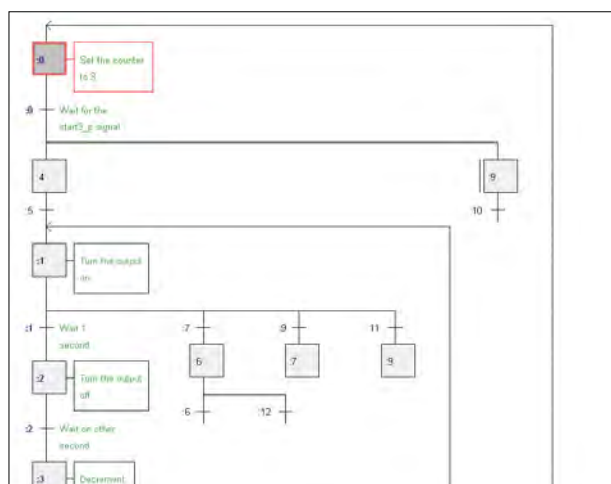 :0
Set the counter
to 3
:0
Wait for the
start3_p signal
4
9
:5
10
:1
Turn the output
on
:1
Wait 1
second
:7
:9
11
:2
Turn the output
off
6
:7
9
:6
:12
:2
Wait on other
second
:3
Decrement